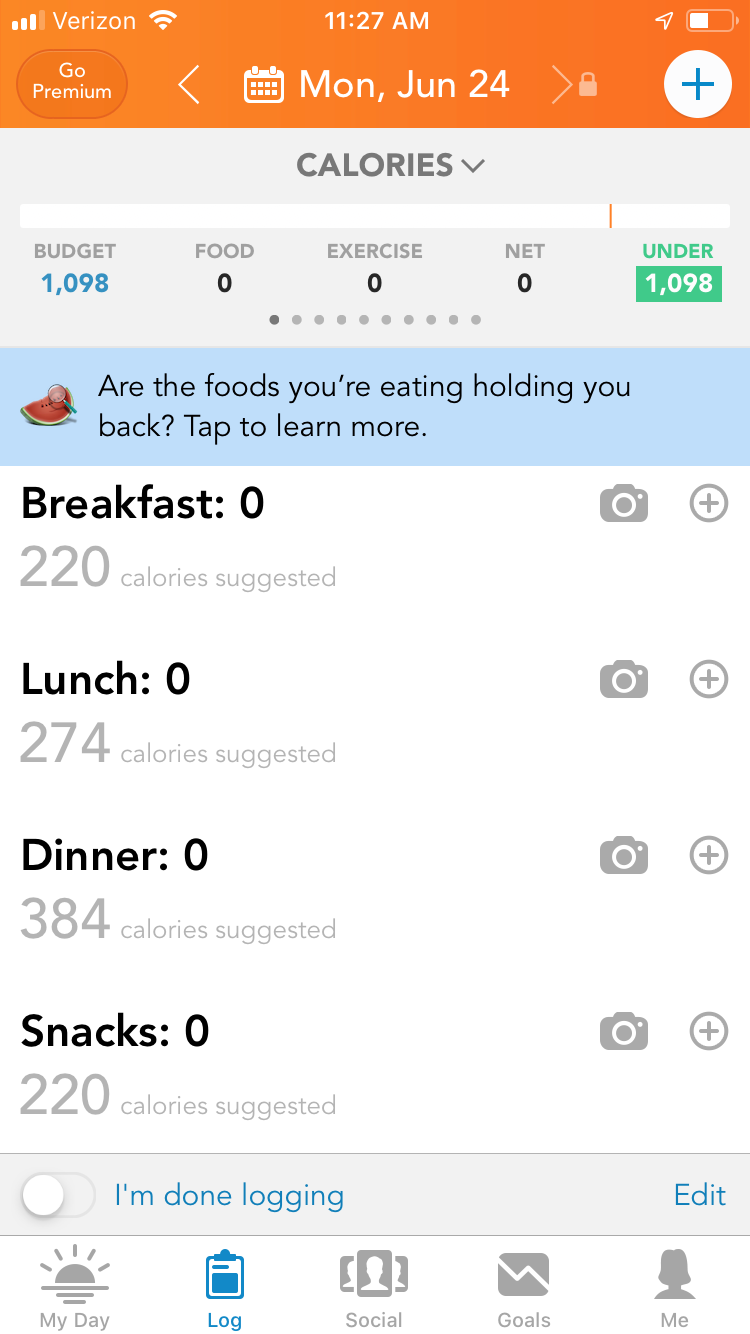 Verizon 11:27 AM
Go
Premium
Mon, Jun 24
CALORIES
BUDGET FOOD EXERCISE NET UNDER
1,098 0 0 0 1,098
Are the foods you’re eating holding you
back? Tap to learn more.
Breakfast: 0
220 calories suggested
Lunch: 0
274 calories suggested
Dinner: 0
384 calories suggested
Snacks: 0
220 calories suggested
I'm done logging Edit
My Day Log Social Goals Me